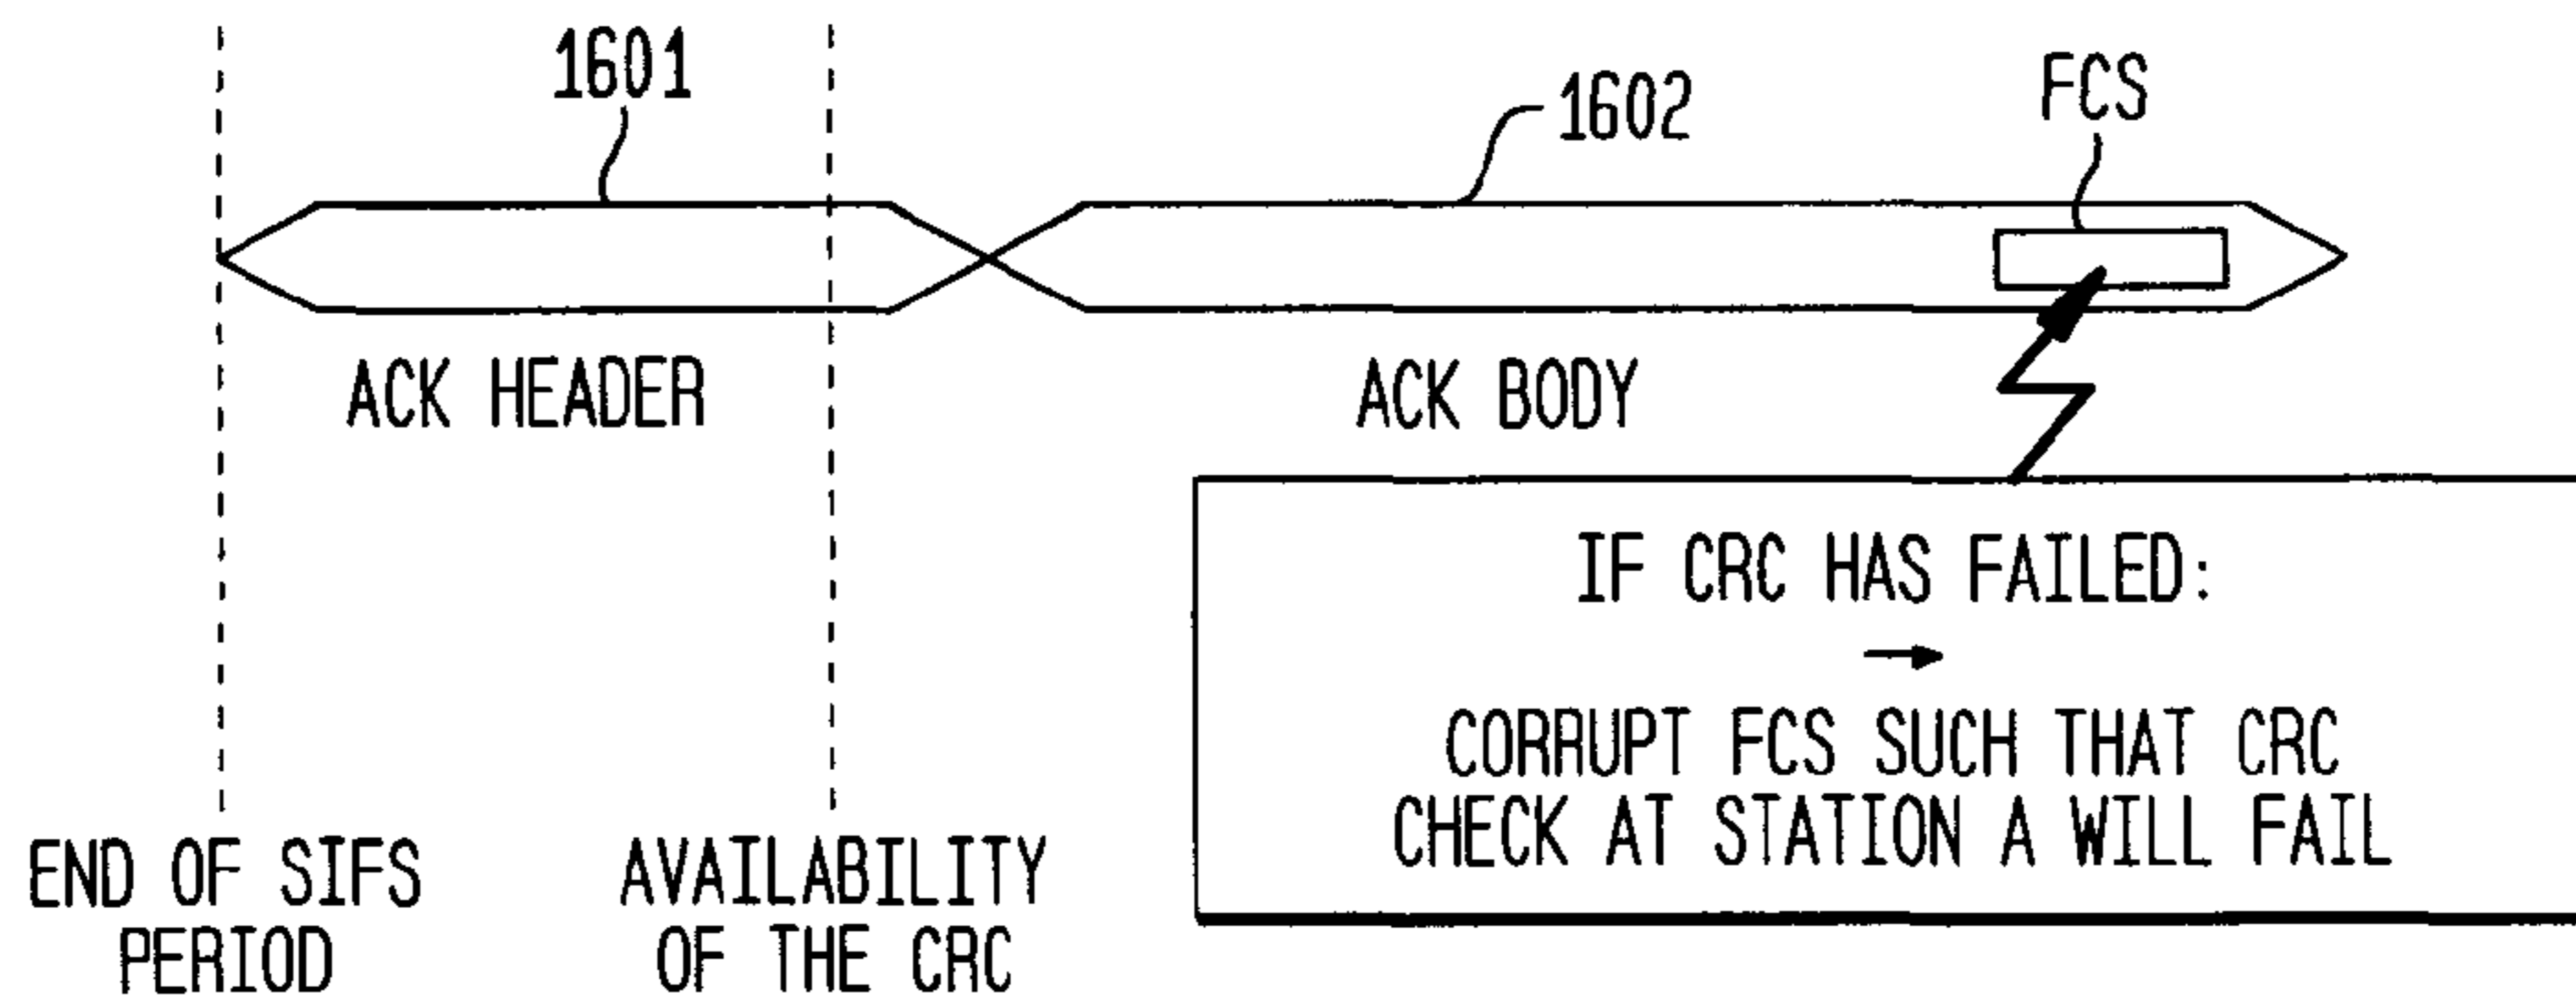 1601
1602
FCS
ACK HEADER
ACK BODY
IF CRC HAS FAILED:
→
CORRUPT FCS SUCH THAT CRC
CHECK AT STATION A WILL FAIL
END OF SIFS
PERIOD
AVAILABILITY
OF THE CRC